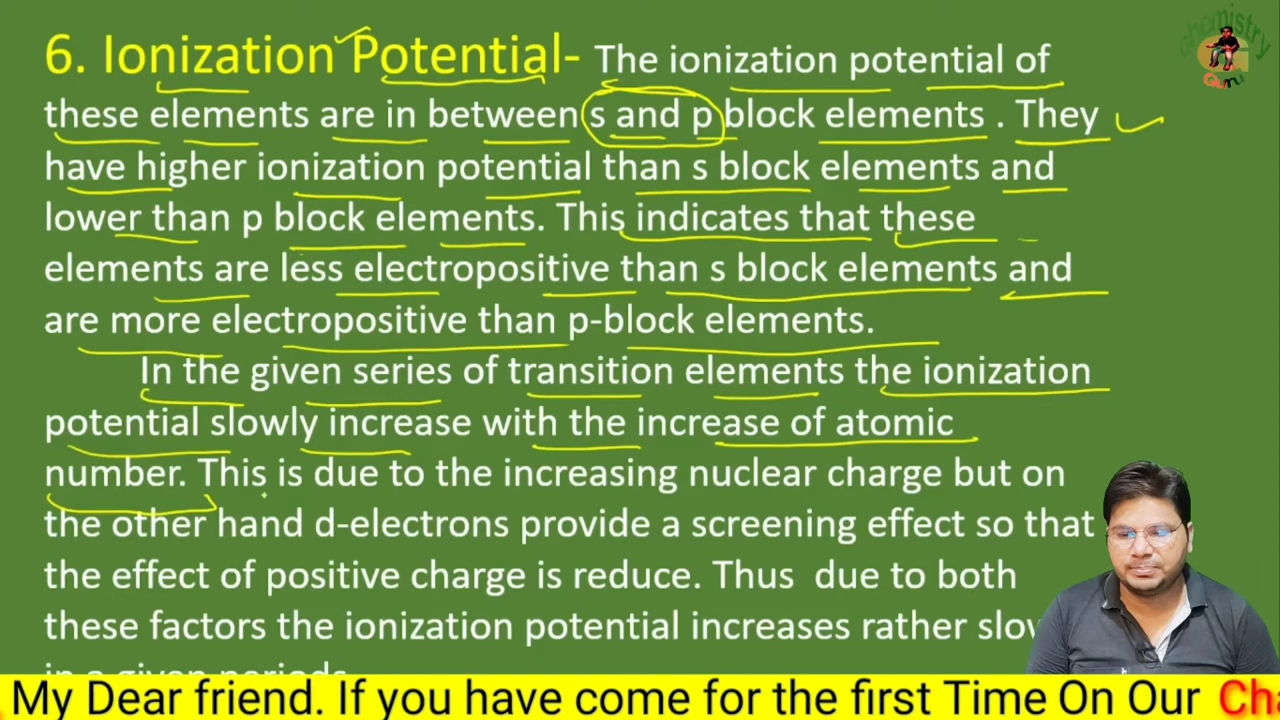 chemistry
G
Guru
6. Ionization Potential- The ionization potential of
these elements are in between s and p block elements . They
have higher ionization potential than s block elements and
lower than p block elements. This indicates that these
elements are less electropositive than s block elements and
are more electropositive than p-block elements.
In the given series of transition elements the ionization
potential slowly increase with the increase of atomic
number. This is due to the increasing nuclear charge but on
the other hand d-electrons provide a screening effect so that
the effect of positive charge is reduce. Thus due to both
these factors the ionization potential increases rather slow
in a given periods
My Dear friend. If you have come for the first Time On Our Cha